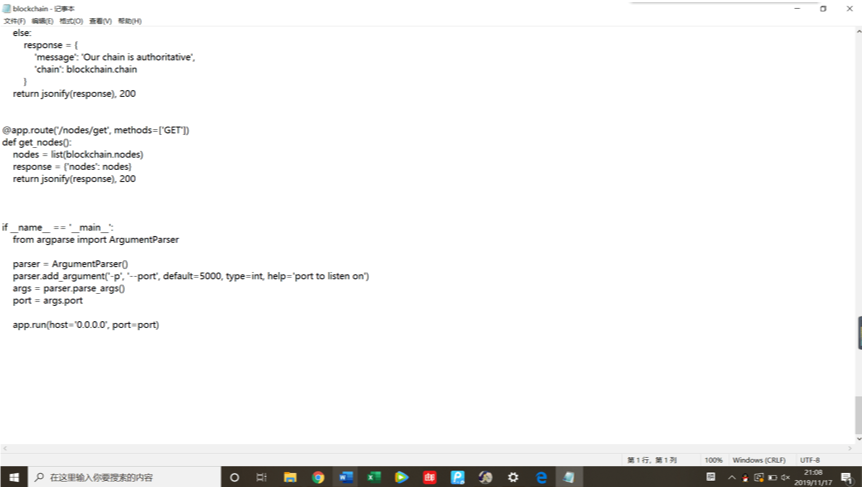 blockchain - 记事本
文件(F) 编辑(E) 格式(O) 查看(V) 帮助(H)
else:
response = {
'message': 'Our chain is authoritative',
'chain': blockchain.chain
}
return jsonify(response), 200
@app.route('/nodes/get', methods=['GET'])
def get_nodes():
nodes = list(blockchain.nodes)
response = {'nodes': nodes}
return jsonify(response), 200
if __name__ == '__main__':
from argparse import ArgumentParser
parser = ArgumentParser()
parser.add_argument('-p', '--port', default=5000, type=int, help='port to listen on')
args = parser.parse_args()
port = args.port
app.run(host='0.0.0.0', port=port)
第 1 行，第 1 列 100% Windows (CRLF) UTF-8
在这里输入你要搜索的内容
21:08
2019/11/17